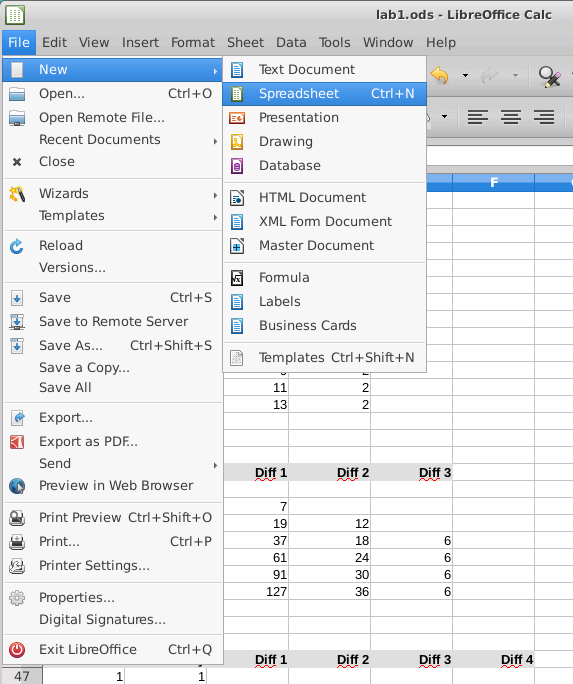 lab1.ods - LibreOffice Calc
File Edit View Insert Format Sheet Data Tools Window Help
New
Open... Ctrl+O
Open Remote File...
Recent Documents
Close
Wizards
Templates
Reload
Versions...
Save Ctrl+S
Save to Remote Server
Save As... Ctrl+Shift+S
Save a Copy...
Save All
Export...
Export as PDF...
Send
Preview in Web Browser
Print Preview Ctrl+Shift+O
Print... Ctrl+P
Printer Settings...
Properties...
Digital Signatures...
Exit LibreOffice Ctrl+Q
Text Document
Spreadsheet Ctrl+N
Presentation
Drawing
Database
HTML Document
XML Form Document
Master Document
Formula
Labels
Business Cards
Templates Ctrl+Shift+N
F
11 2
13 2
Diff 1 Diff 2 Diff 3
7
19 12
37 18 6
61 24 6
91 30 6
127 36 6
Diff 1 Diff 2 Diff 3 Diff 4
47 1 1